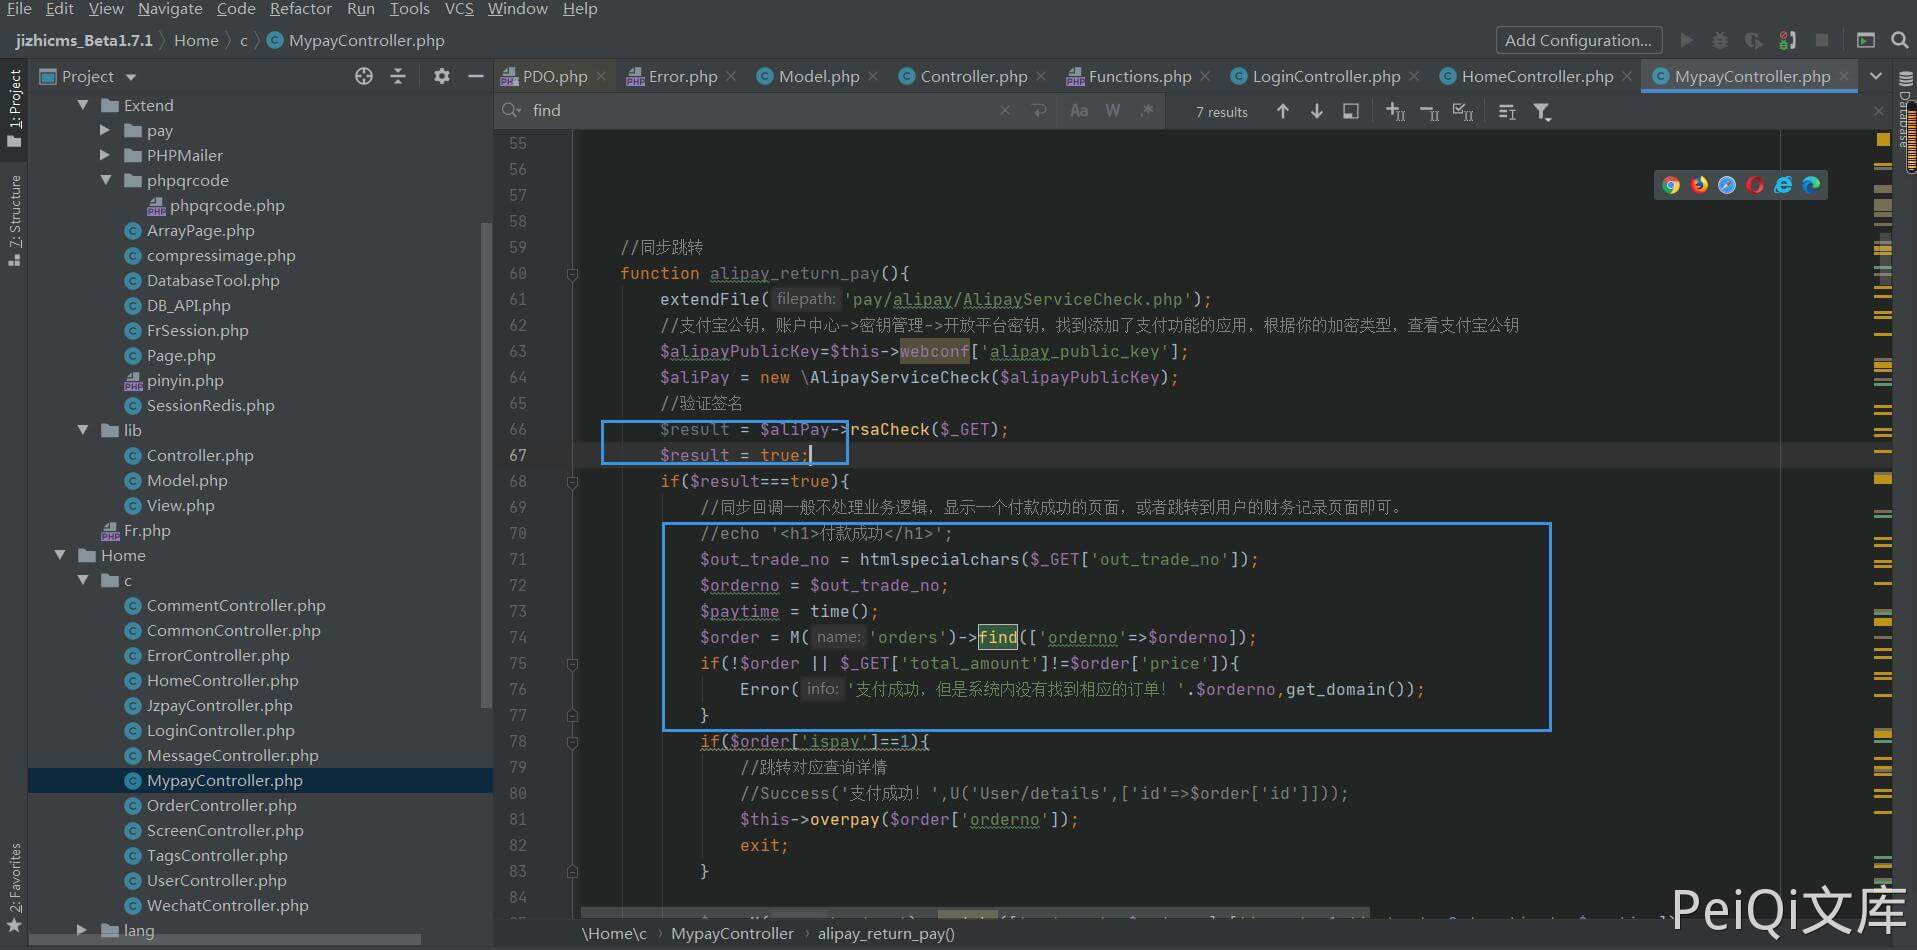 File Edit View Navigate Code Refactor Run Tools VCS Window Help
jizhicms_Beta1.7.1 Home c MypayController.php
Add Configuration...
1: Project
7: Structure
2: Favorites
Project
Extend
pay
PHPMailer
phpqrcode
phpqrcode.php
ArrayPage.php
compressimage.php
DatabaseTool.php
DB_API.php
FrSession.php
Page.php
pinyin.php
SessionRedis.php
lib
Controller.php
Model.php
View.php
Fr.php
Home
c
CommentController.php
CommonController.php
ErrorController.php
HomeController.php
JzpayController.php
LoginController.php
MessageController.php
MypayController.php
OrderController.php
ScreenController.php
TagsController.php
UserController.php
WechatController.php
lang
PDO.php Error.php Model.php Controller.php Functions.php LoginController.php HomeController.php MypayController.php
find Aa W .* 7 results
Database
55
56
57
58
59 //同步跳转
60 function alipay_return_pay(){
61 extendFile( filepath: 'pay/alipay/AlipayServiceCheck.php');
62 //支付宝公钥，账户中心->密钥管理->开放平台密钥，找到添加了支付功能的应用，根据你的加密类型，查看支付宝公钥
63 $alipayPublicKey=$this->webconf['alipay_public_key'];
64 $aliPay = new \AlipayServiceCheck($alipayPublicKey);
65 //验证签名
66 $result = $aliPay->rsaCheck($_GET);
67 $result = true;
68 if($result===true){
69 //同步回调一般不处理业务逻辑，显示一个付款成功的页面，或者跳转到用户的财务记录页面即可。
70 //echo '<h1>付款成功</h1>';
71 $out_trade_no = htmlspecialchars($_GET['out_trade_no']);
72 $orderno = $out_trade_no;
73 $paytime = time();
74 $order = M( name: 'orders')->find(['orderno'=>$orderno]);
75 if(!$order || $_GET['total_amount']!=$order['price']){
76 Error( info: '支付成功，但是系统内没有找到相应的订单！'.$orderno,get_domain());
77 }
78 if($order['ispay']==1){
79 //跳转对应查询详情
80 //Success('支付成功！',U('User/details',['id'=>$order['id']]));
81 $this->overpay($order['orderno']);
82 exit;
83 }
84
\Home\c MypayController alipay_return_pay()
PeiQi文库